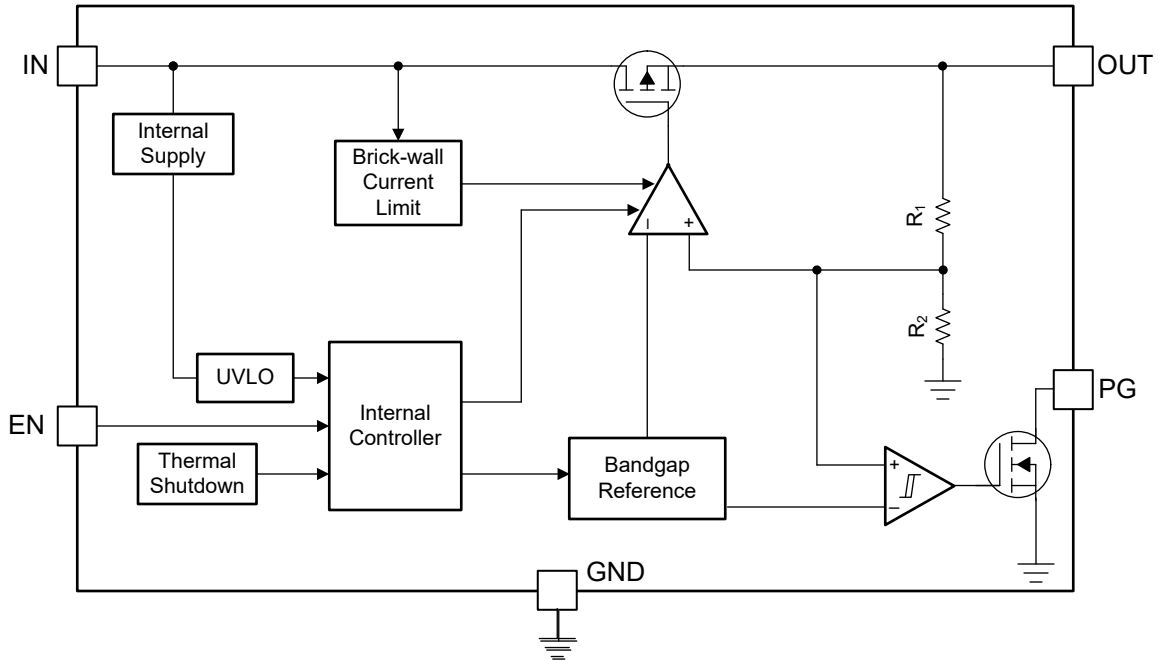 IN
OUT
Internal
Supply
Brick-wall
Current
Limit
R1
+
–
R2
UVLO
PG
EN
Internal
Controller
Thermal
Shutdown
Bandgap
Reference
+
–
GND